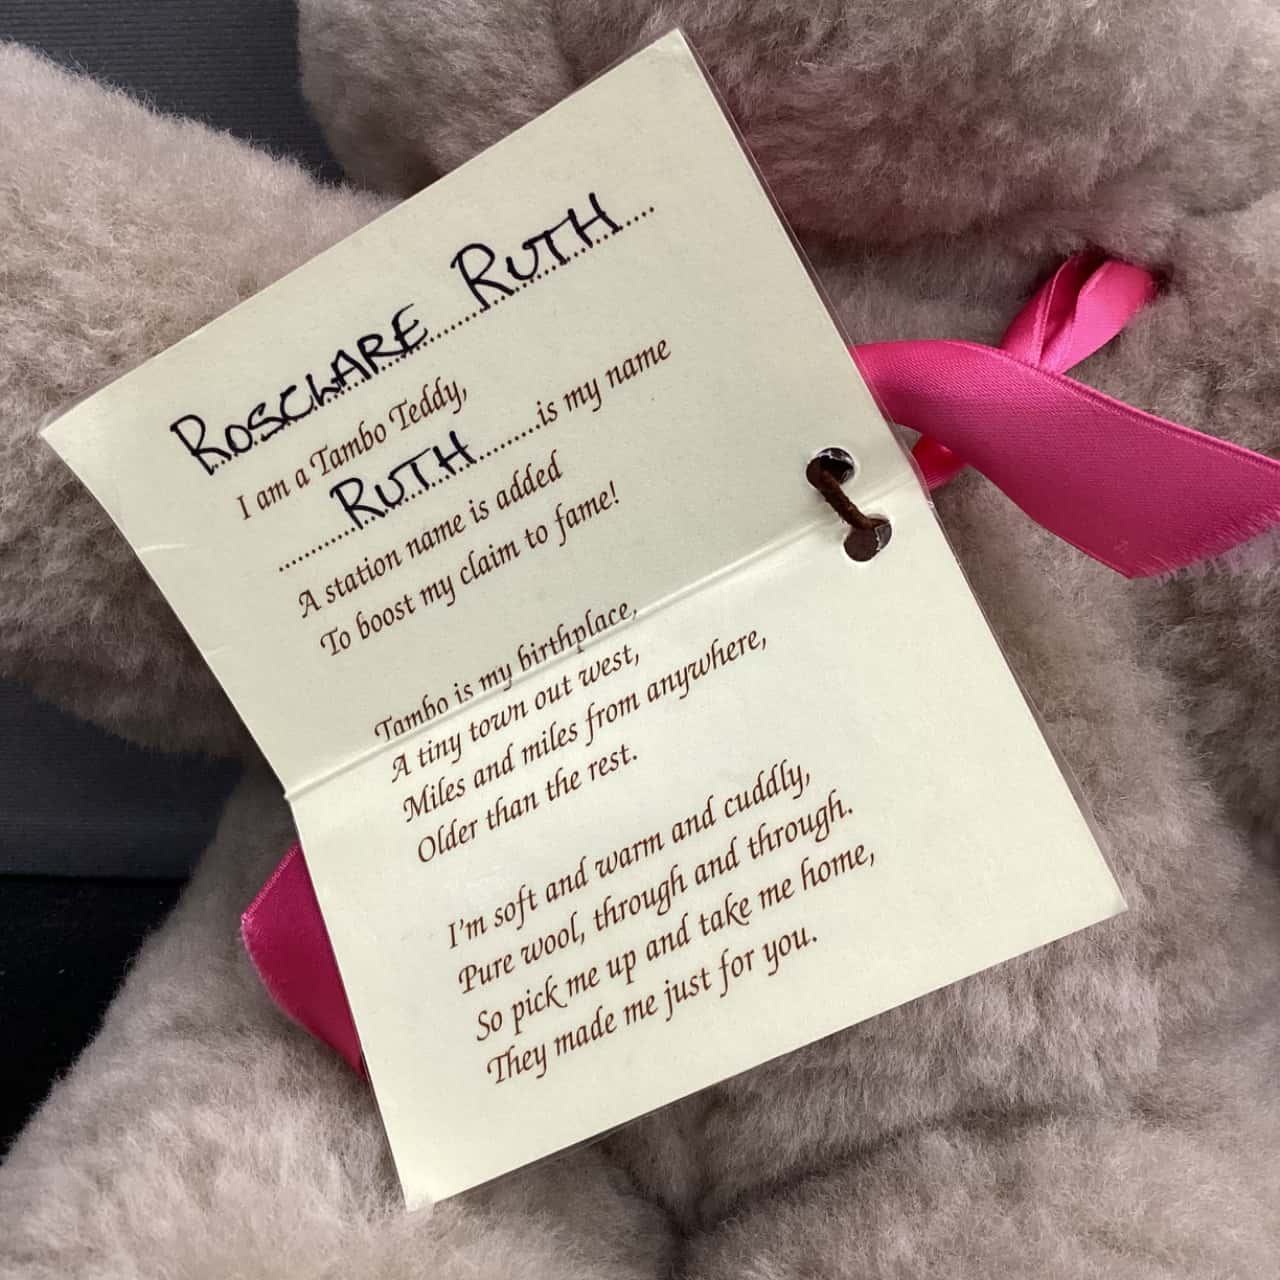 ROSCLARE RUTH
I am a Tambo Teddy,
RUTH is my name
A station name is added
To boost my claim to fame!
Tambo is my birthplace,
A tiny town out west,
Miles and miles from anywhere,
Older than the rest.
I'm soft and warm and cuddly,
Pure wool, through and through.
So pick me up and take me home,
They made me just for you.